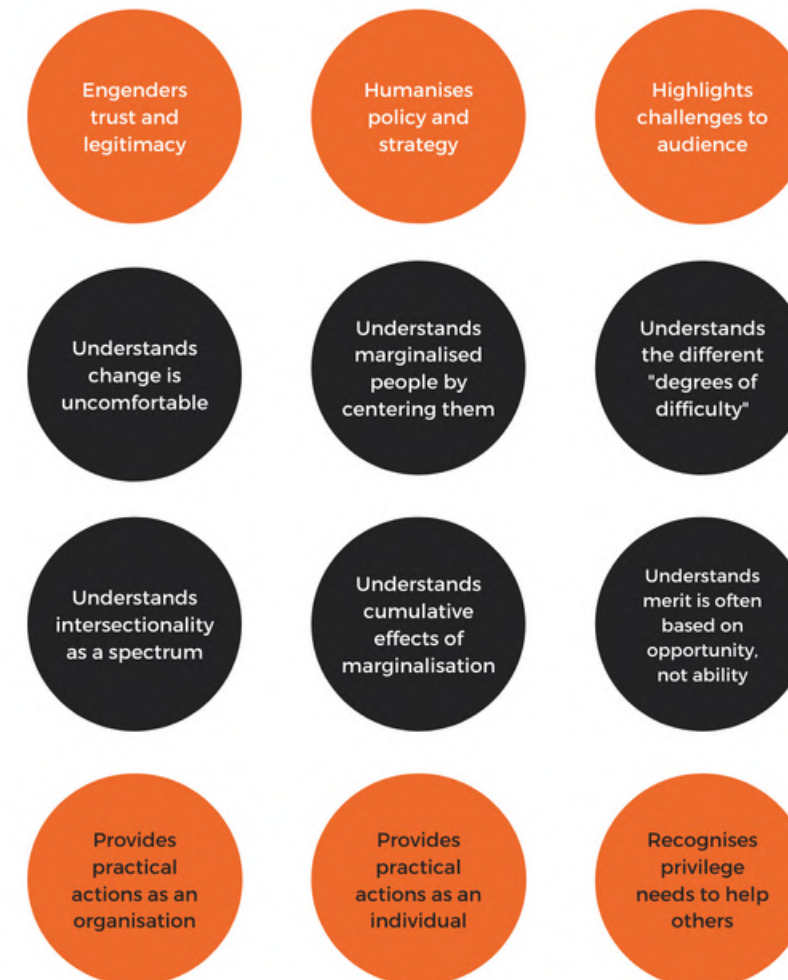 Engenders
trust and
legitimacy
Humanises
policy and
strategy
Highlights
challenges to
audience
Understands
change is
uncomfortable
Understands
marginalised
people by
centering them
Understands
the different
"degrees of
difficulty"
Understands
intersectionality
as a spectrum
Understands
cumulative
effects of
marginalisation
Understands
merit is often
based on
opportunity,
not ability
Provides
practical
actions as an
organisation
Provides
practical
actions as an
individual
Recognises
privilege
needs to help
others